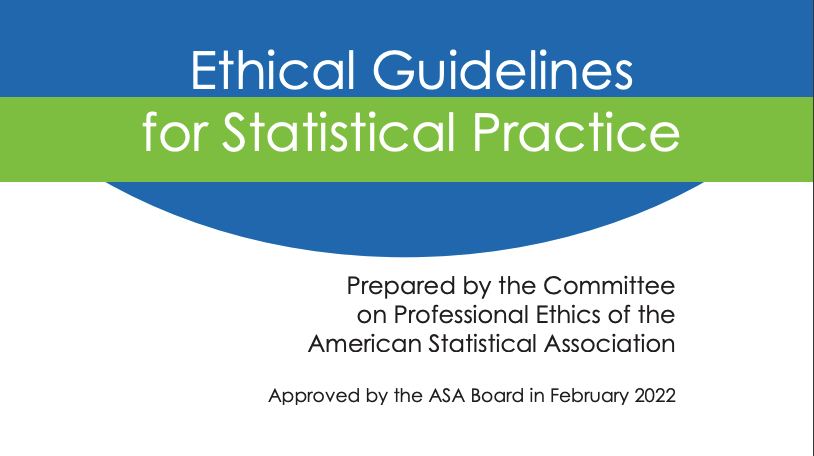 Ethical Guidelines
for Statistical Practice
Prepared by the Committee
on Professional Ethics of the
American Statistical Association
Approved by the ASA Board in February 2022